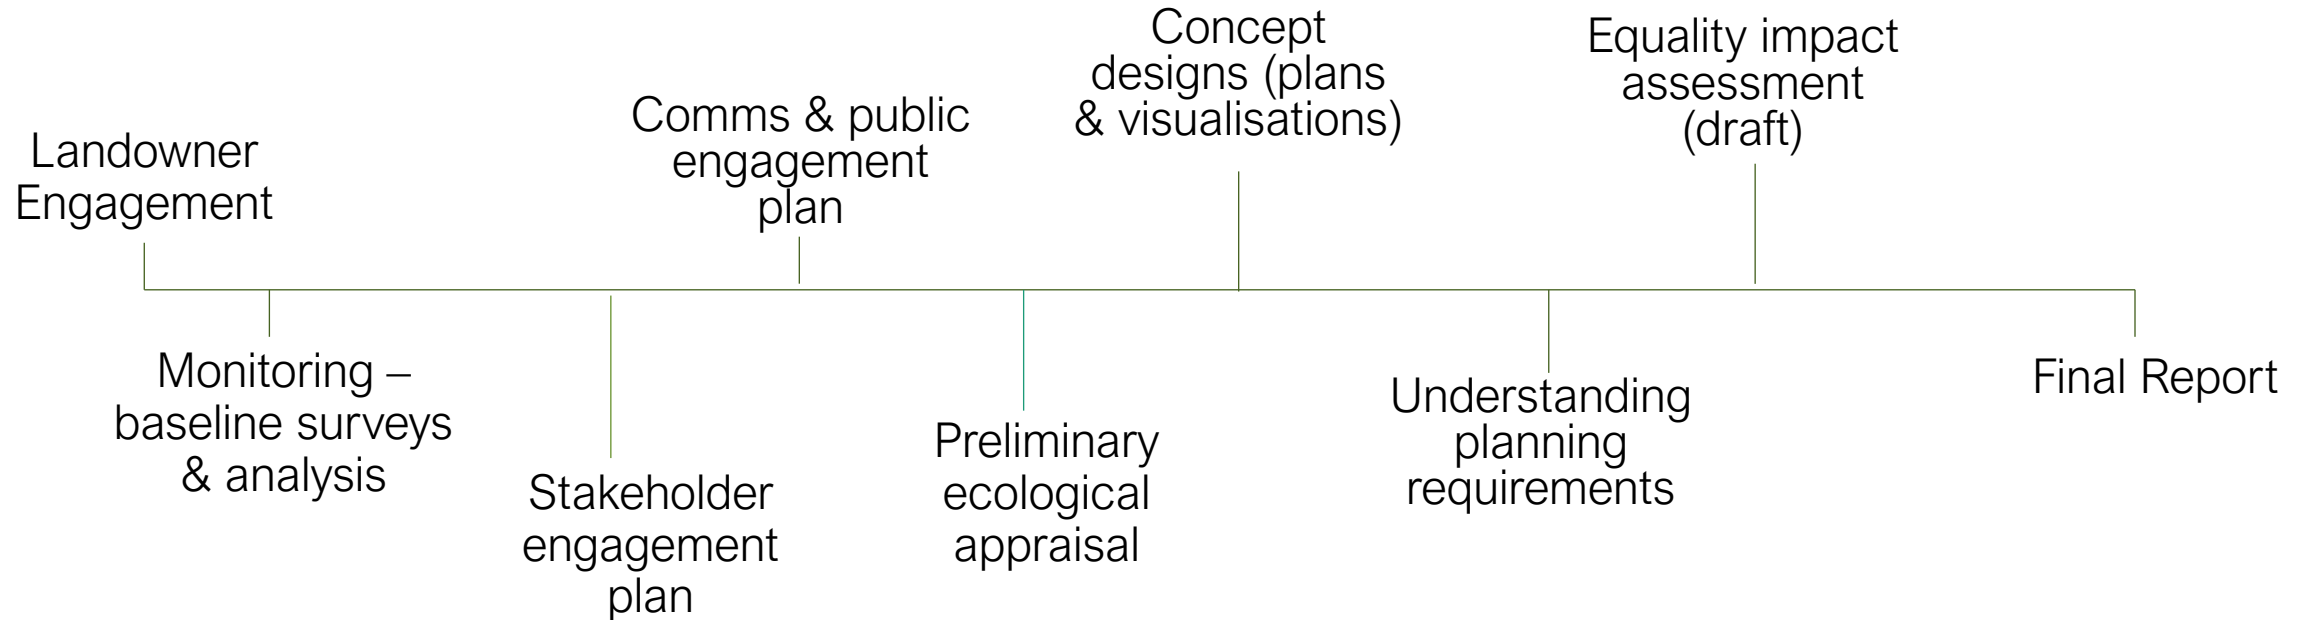 Landowner
Engagement
Monitoring –
baseline surveys
& analysis
Stakeholder
engagement
plan
Comms & public
engagement
plan
Preliminary
ecological
appraisal
Concept
designs (plans
& visualisations)
Understanding
planning
requirements
Equality impact
assessment
(draft)
Final Report